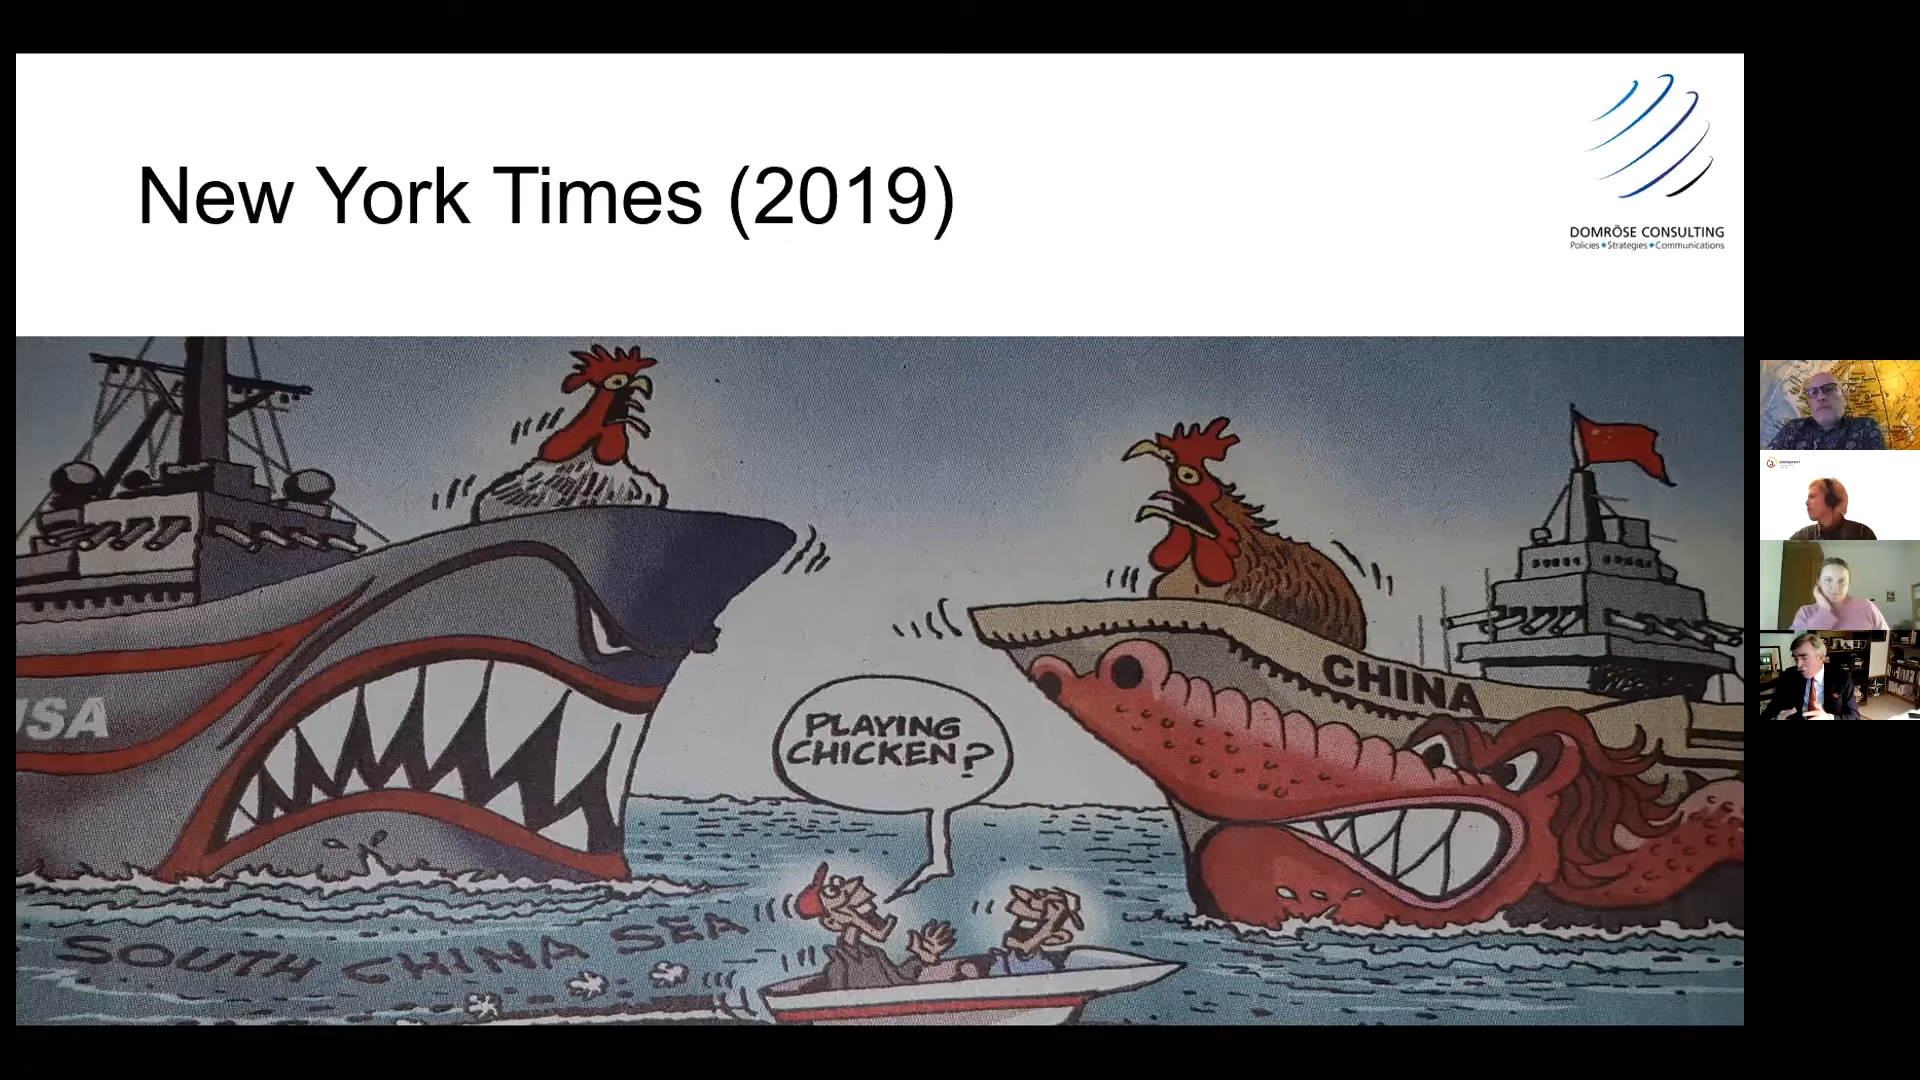 New York Times (2019)
DOMRÖSE CONSULTING
Policies • Strategies • Communications
USA
CHINA
PLAYING
CHICKEN?
SOUTH CHINA SEA